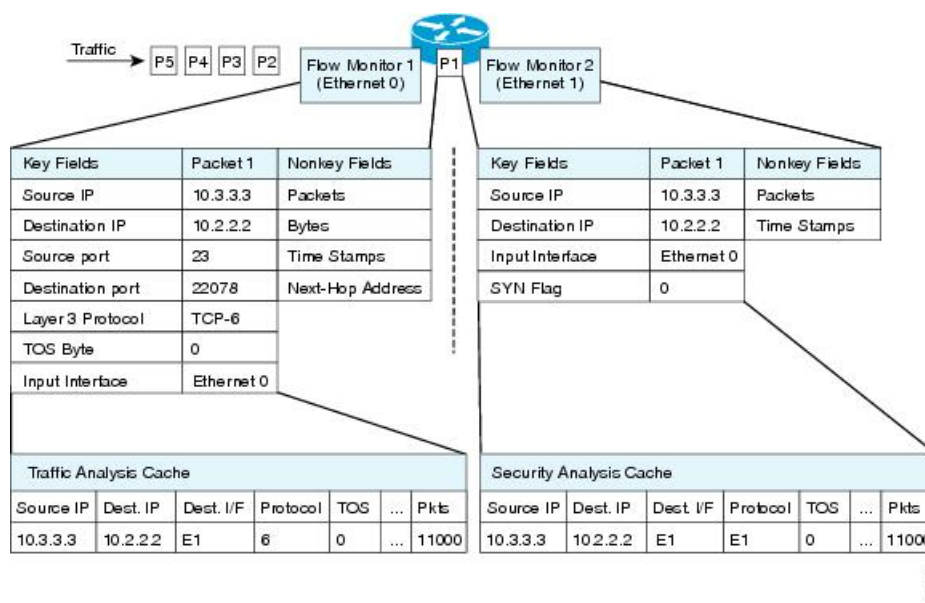 Traffic
P5 P4 P3 P2
Flow Monitor 1
(Ethernet 0)
P1
Flow Monitor 2
(Ethernet 1)
Key Fields Packet 1 Nonkey Fields
Source IP 10.3.3.3 Packets
Destination IP 10.2.2.2 Bytes
Source port 23 Time Stamps
Destination port 22078 Next-Hop Address
Layer 3 Protocol TCP-6
TOS Byte 0
Input Interface Ethernet 0
Key Fields Packet 1 Nonkey Fields
Source IP 10.3.3.3 Packets
Destination IP 10.2.2.2 Time Stamps
Input Interface Ethernet 0
SYN Flag 0
Traffic Analysis Cache
Source IP Dest. IP Dest. I/F Protocol TOS ... Pkts
10.3.3.3 10.2.2.2 E1 6 0 ... 11000
Security Analysis Cache
Source IP Dest. IP Dest. I/F Protocol TOS ... Pkts
10.3.3.3 10.2.2.2 E1 E1 0 ...